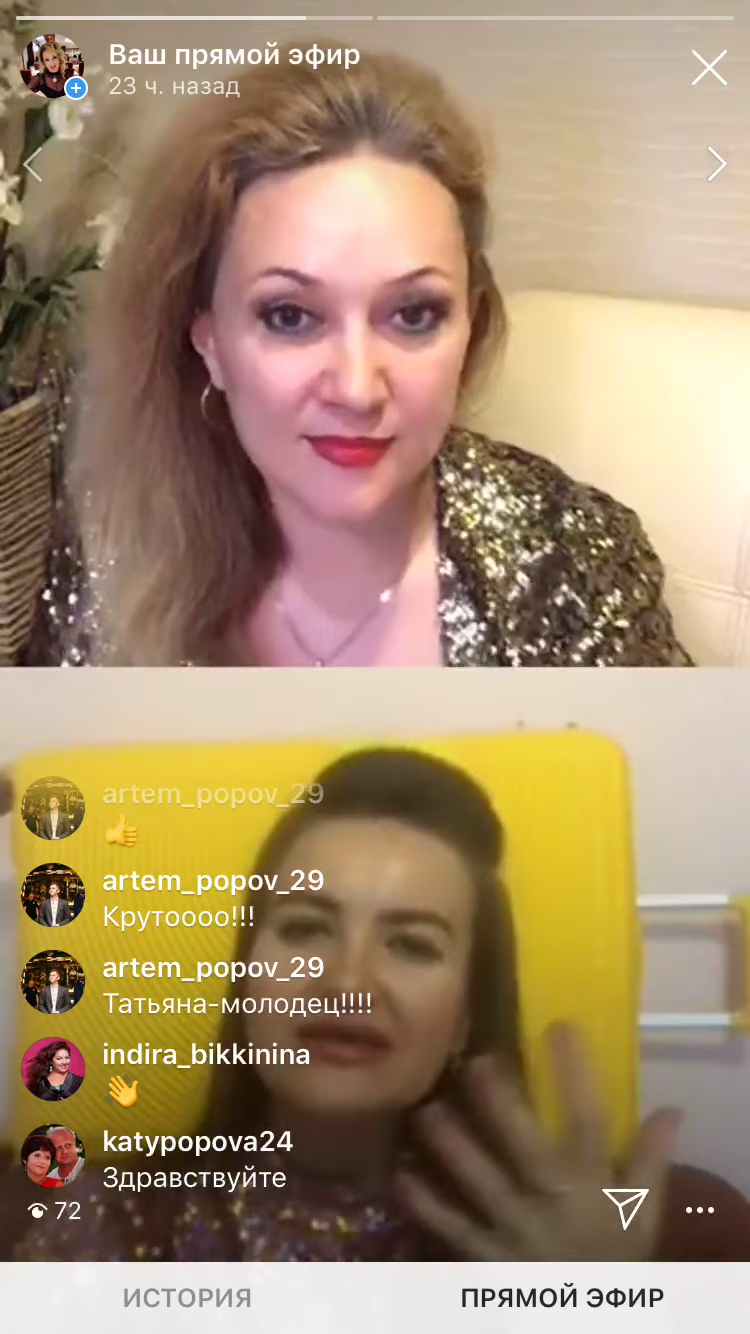 Ваш прямой эфир
23 ч. назад
artem_popov_29
artem_popov_29
Крутоооо!!!
artem_popov_29
Татьяна-молодец!!!!
indira_bikkinina
katypopova24
Здравствуйте
72
ИСТОРИЯ
ПРЯМОЙ ЭФИР